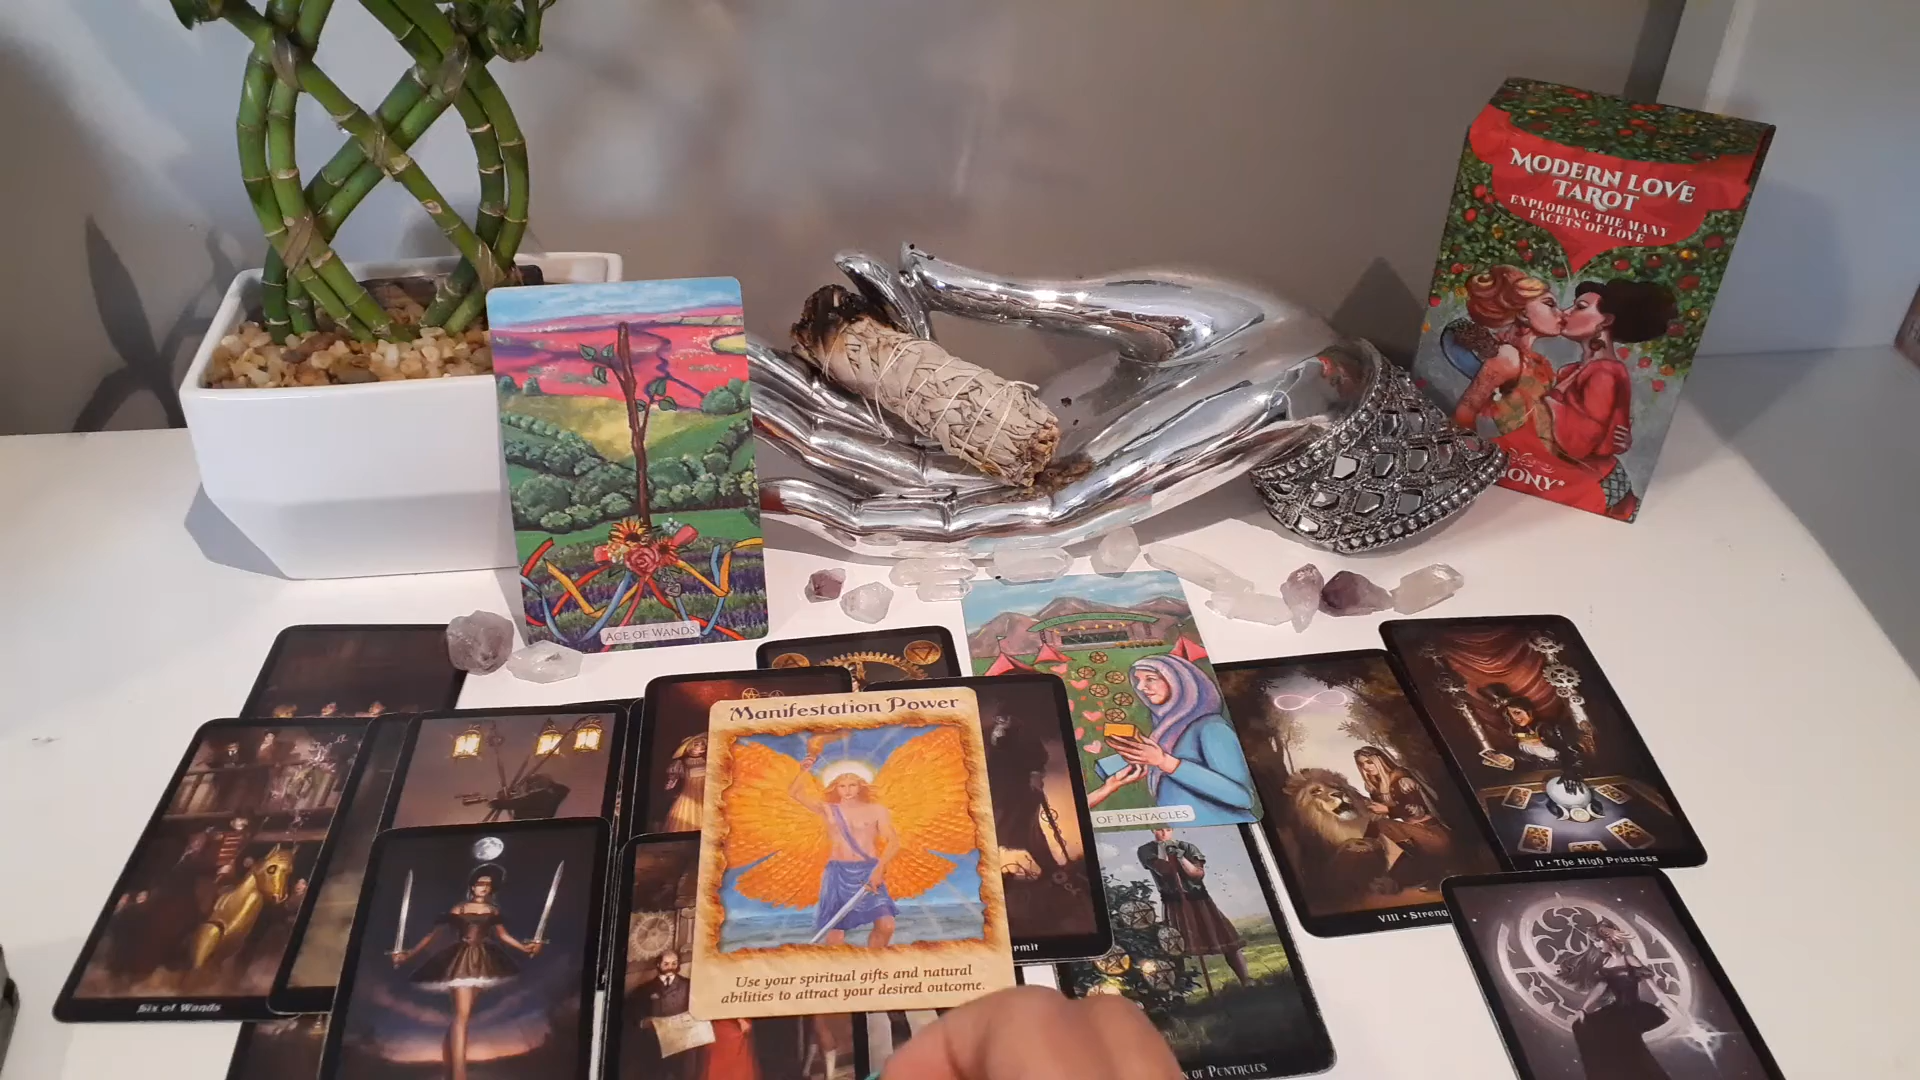 MODERN LOVE
TAROT
EXPLORING THE MANY
FACETS OF LOVE
ONY*
ACE OF WANDS
Manifestation Power
Use your spiritual gifts and natural
abilities to attract your desired outcome.
OF PENTACLES
II • The High Priestess
VIII • Streng
rmit
Six of Wands
N OF PENTACLES